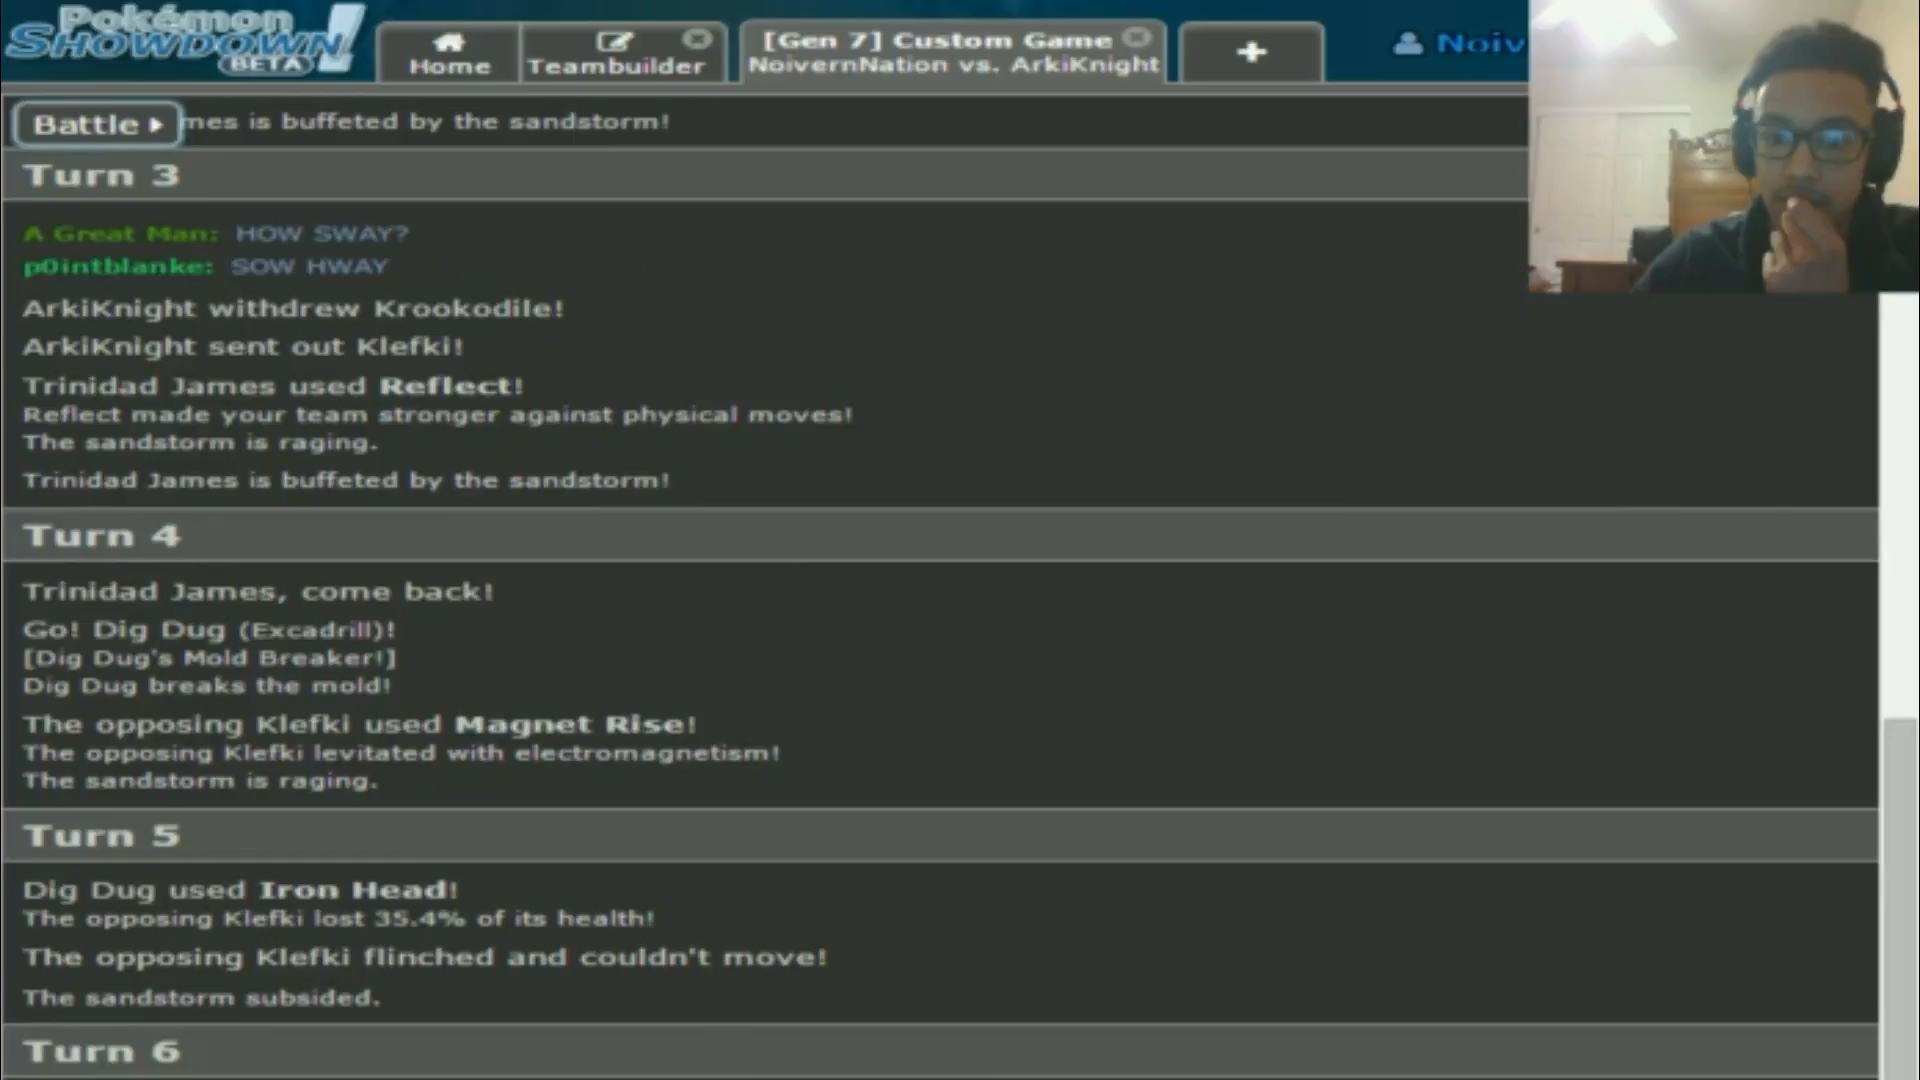 Pokémon
SHOWDOWN!
BETA
Home
Teambuilder
[Gen 7] Custom Game
NoivernNation vs. ArkiKnight
+
Noiv
Battle
mes is buffeted by the sandstorm!
Turn 3
A Great Man: HOW SWAY?
p0intblanke: SOW HWAY
ArkiKnight withdrew Krookodile!
ArkiKnight sent out Klefki!
Trinidad James used Reflect!
Reflect made your team stronger against physical moves!
The sandstorm is raging.
Trinidad James is buffeted by the sandstorm!
Turn 4
Trinidad James, come back!
Go! Dig Dug (Excadrill)!
[Dig Dug's Mold Breaker!]
Dig Dug breaks the mold!
The opposing Klefki used Magnet Rise!
The opposing Klefki levitated with electromagnetism!
The sandstorm is raging.
Turn 5
Dig Dug used Iron Head!
The opposing Klefki lost 35.4% of its health!
The opposing Klefki flinched and couldn't move!
The sandstorm subsided.
Turn 6